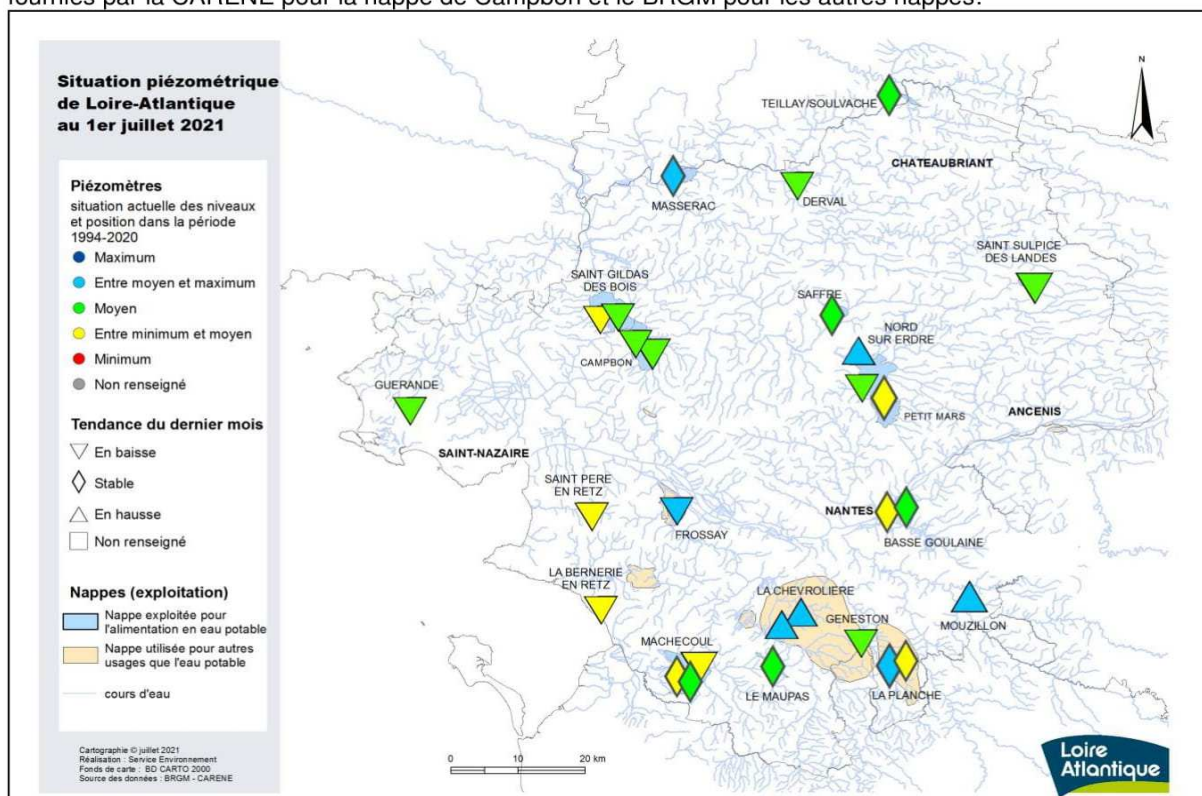 fournies par la CARENE pour la nappe de Campbon et le BRGM pour les autres nappes.
Situation piézométrique
de Loire-Atlantique
au 1er juillet 2021
Piézomètres
situation actuelle des niveaux
et position dans la période
1994-2020
Maximum
Entre moyen et maximum
Moyen
Entre minimum et moyen
Minimum
Non renseigné
Tendance du dernier mois
En baisse
Stable
En hausse
Non renseigné
Nappes (exploitation)
Nappe exploitée pour
l'alimentation en eau potable
Nappe utilisée pour autres
usages que l'eau potable
cours d'eau
Cartographie © juillet 2021
Réalisation : Service Environnement
Fonds de carte : BD CARTO 2000
Source des données : BRGM - CARENE
N
TEILLAY/SOULVACHE
CHATEAUBRIANT
MASSERAC
DERVAL
SAINT SULPICE
DES LANDES
SAINT GILDAS
DES BOIS
SAFFRE
NORD
SUR ERDRE
CAMPBON
GUERANDE
PETIT MARS
ANCENIS
SAINT-NAZAIRE
SAINT PERE
EN RETZ
FROSSAY
NANTES
BASSE GOULAINE
LA BERNERIE
EN RETZ
LA CHEVROLIERE
GENESTON
MOUZILLON
MACHECOUL
LE MAUPAS
LA PLANCHE
0 10 20 km
Loire
Atlantique